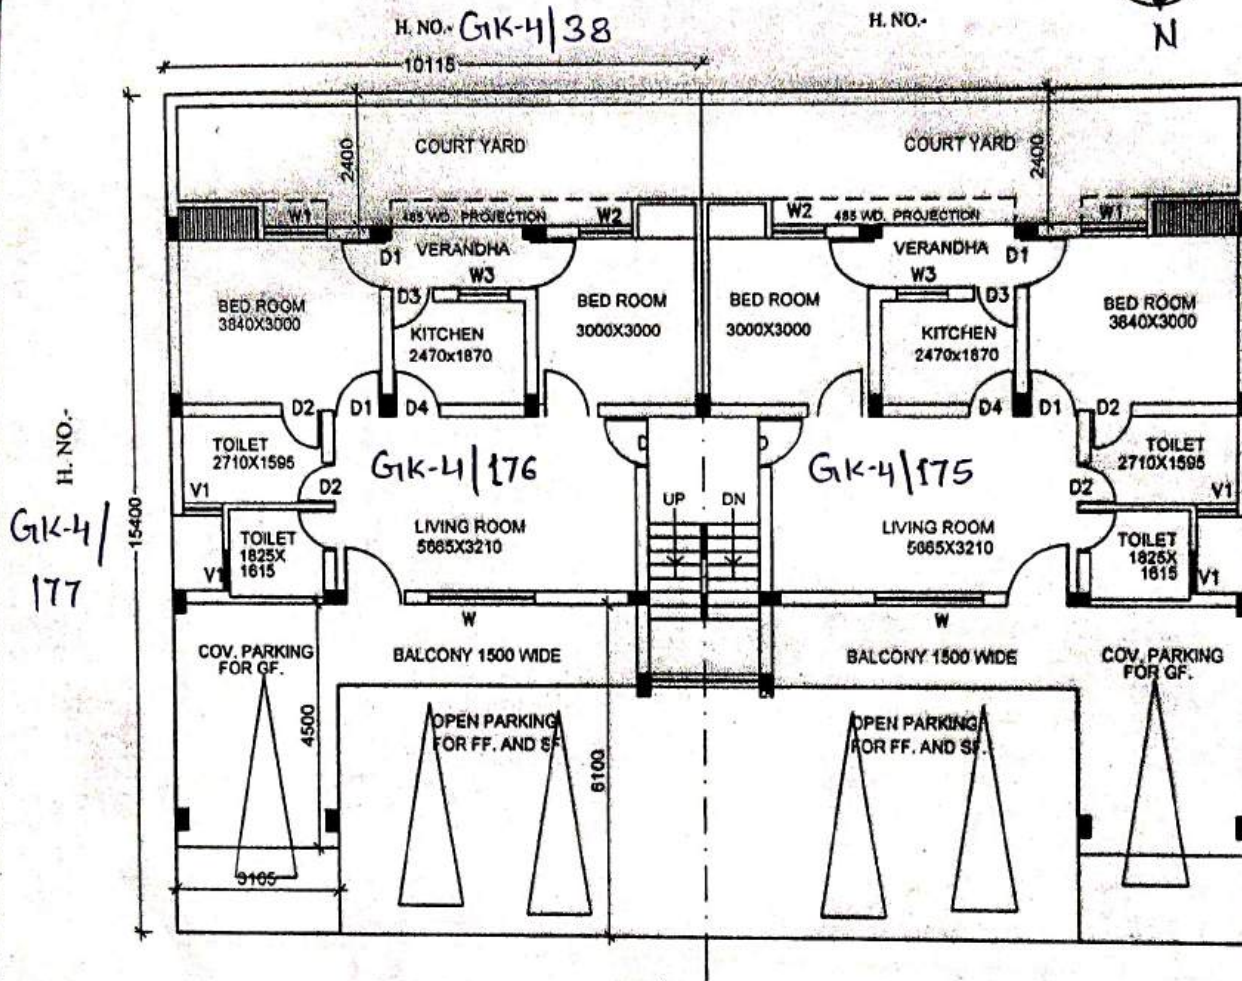 H. NO.- GK-4/38
H. NO.-
N
10115
COURT YARD
COURT YARD
2400
2400
W1
485 WD. PROJECTION
W2
W2
485 WD. PROJECTION
W1
D1
VERANDHA
VERANDHA
D1
W3
W3
D3
D3
BED ROOM
3840X3000
KITCHEN
2470x1870
BED ROOM
3000X3000
BED ROOM
3000X3000
KITCHEN
2470x1870
BED ROOM
3840X3000
D2
D1
D4
D4
D1
D2
H. NO.-
GK-4/
177
15400
TOILET
2710X1595
GK-4/176
GK-4/175
TOILET
2710X1595
V1
D2
D2
V1
UP
DN
TOILET
1825X
1615
LIVING ROOM
5665X3210
LIVING ROOM
5665X3210
TOILET
1825X
1615
V1
V1
W
W
COV. PARKING
FOR GF.
BALCONY 1500 WIDE
BALCONY 1500 WIDE
COV. PARKING
FOR GF.
4500
OPEN PARKING
FOR FF. AND SF.
6100
OPEN PARKING
FOR FF. AND SF.
3165